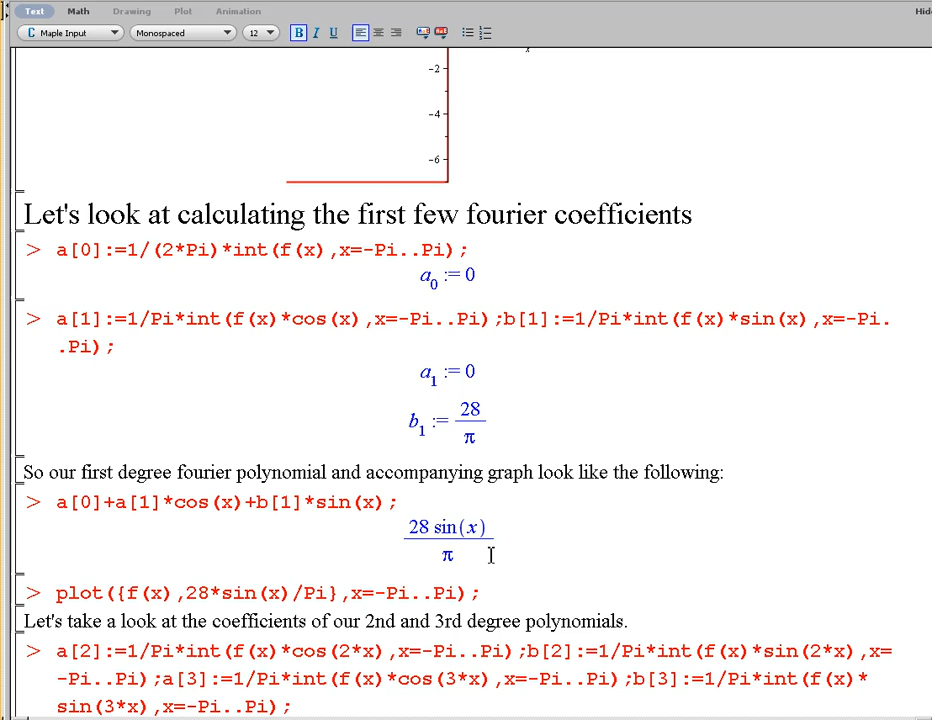 Text Math Drawing Plot Animation Hide
C Maple Input Monospaced 12 B I U
x
-2
-4
-6
Let's look at calculating the first few fourier coefficients
> a[0]:=1/(2*Pi)*int(f(x),x=-Pi..Pi);
a0 := 0
> a[1]:=1/Pi*int(f(x)*cos(x),x=-Pi..Pi);b[1]:=1/Pi*int(f(x)*sin(x),x=-Pi.
.Pi);
a1 := 0
b1 := 28/π
So our first degree fourier polynomial and accompanying graph look like the following:
> a[0]+a[1]*cos(x)+b[1]*sin(x);
28 sin(x)
π
> plot({f(x),28*sin(x)/Pi},x=-Pi..Pi);
Let's take a look at the coefficients of our 2nd and 3rd degree polynomials.
> a[2]:=1/Pi*int(f(x)*cos(2*x),x=-Pi..Pi);b[2]:=1/Pi*int(f(x)*sin(2*x),x=
-Pi..Pi);a[3]:=1/Pi*int(f(x)*cos(3*x),x=-Pi..Pi);b[3]:=1/Pi*int(f(x)*
sin(3*x),x=-Pi..Pi);